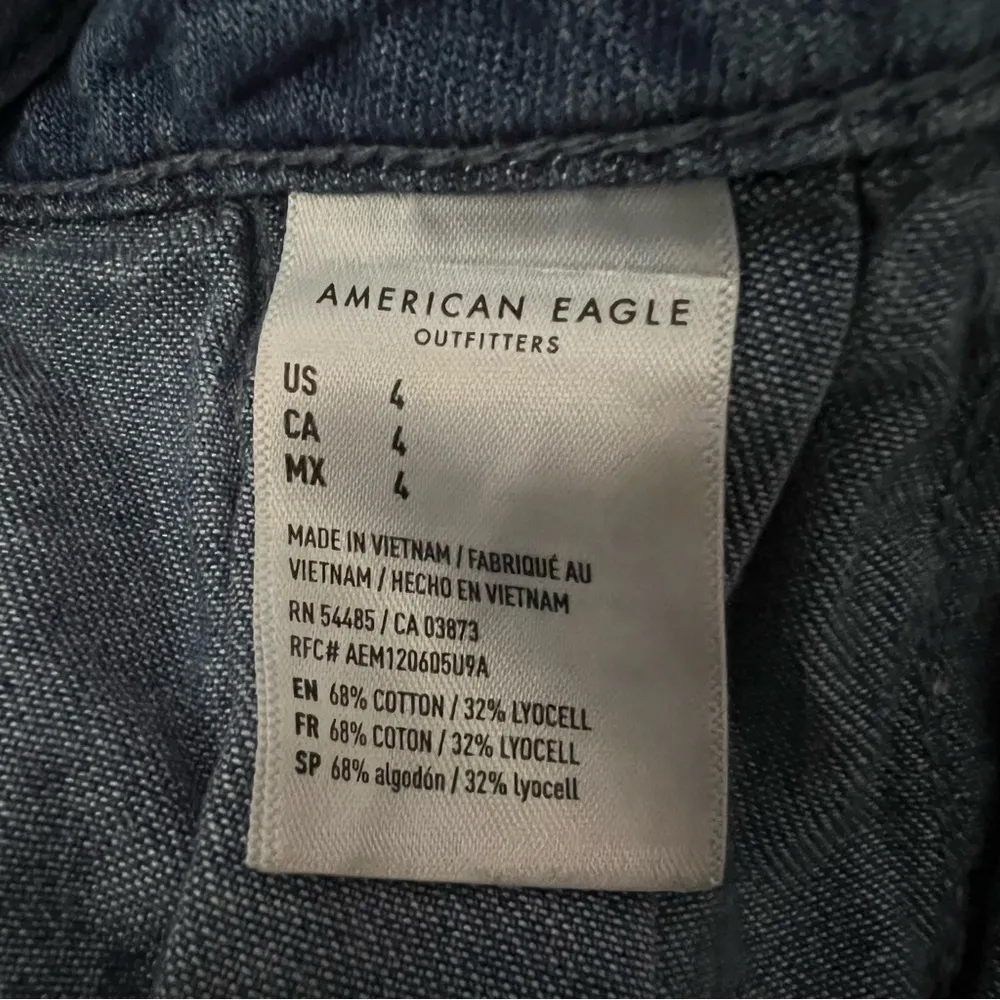 AMERICAN EAGLE
OUTFITTERS
US 4
CA 4
MX 4
MADE IN VIETNAM / FABRIQUÉ AU
VIETNAM / HECHO EN VIETNAM
RN 54485 / CA 03873
RFC# AEM120605U9A
EN 68% COTTON / 32% LYOCELL
FR 68% COTON / 32% LYOCELL
SP 68% algodón / 32% lyocell